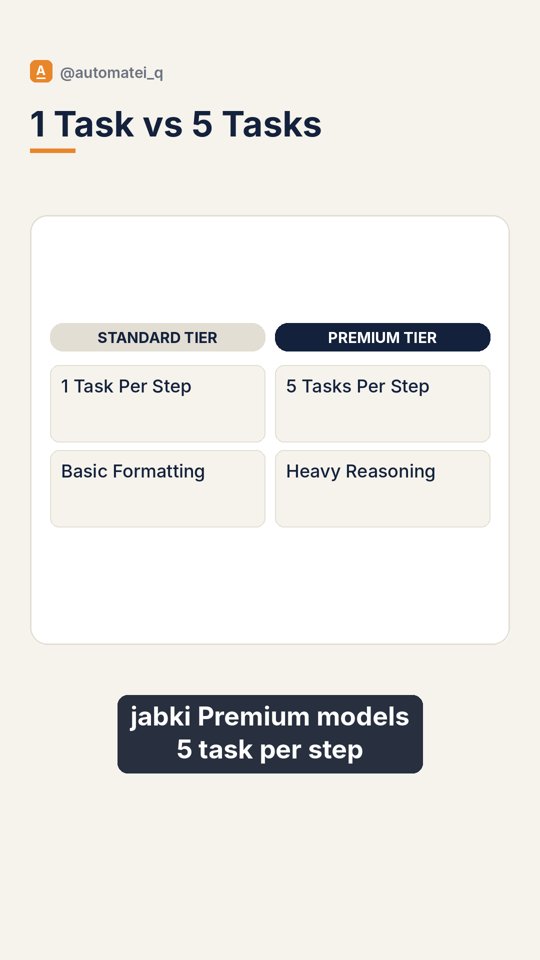 A
@automatei_q
1 Task vs 5 Tasks
STANDARD TIER
PREMIUM TIER
1 Task Per Step
5 Tasks Per Step
Basic Formatting
Heavy Reasoning
jabki Premium models
5 task per step